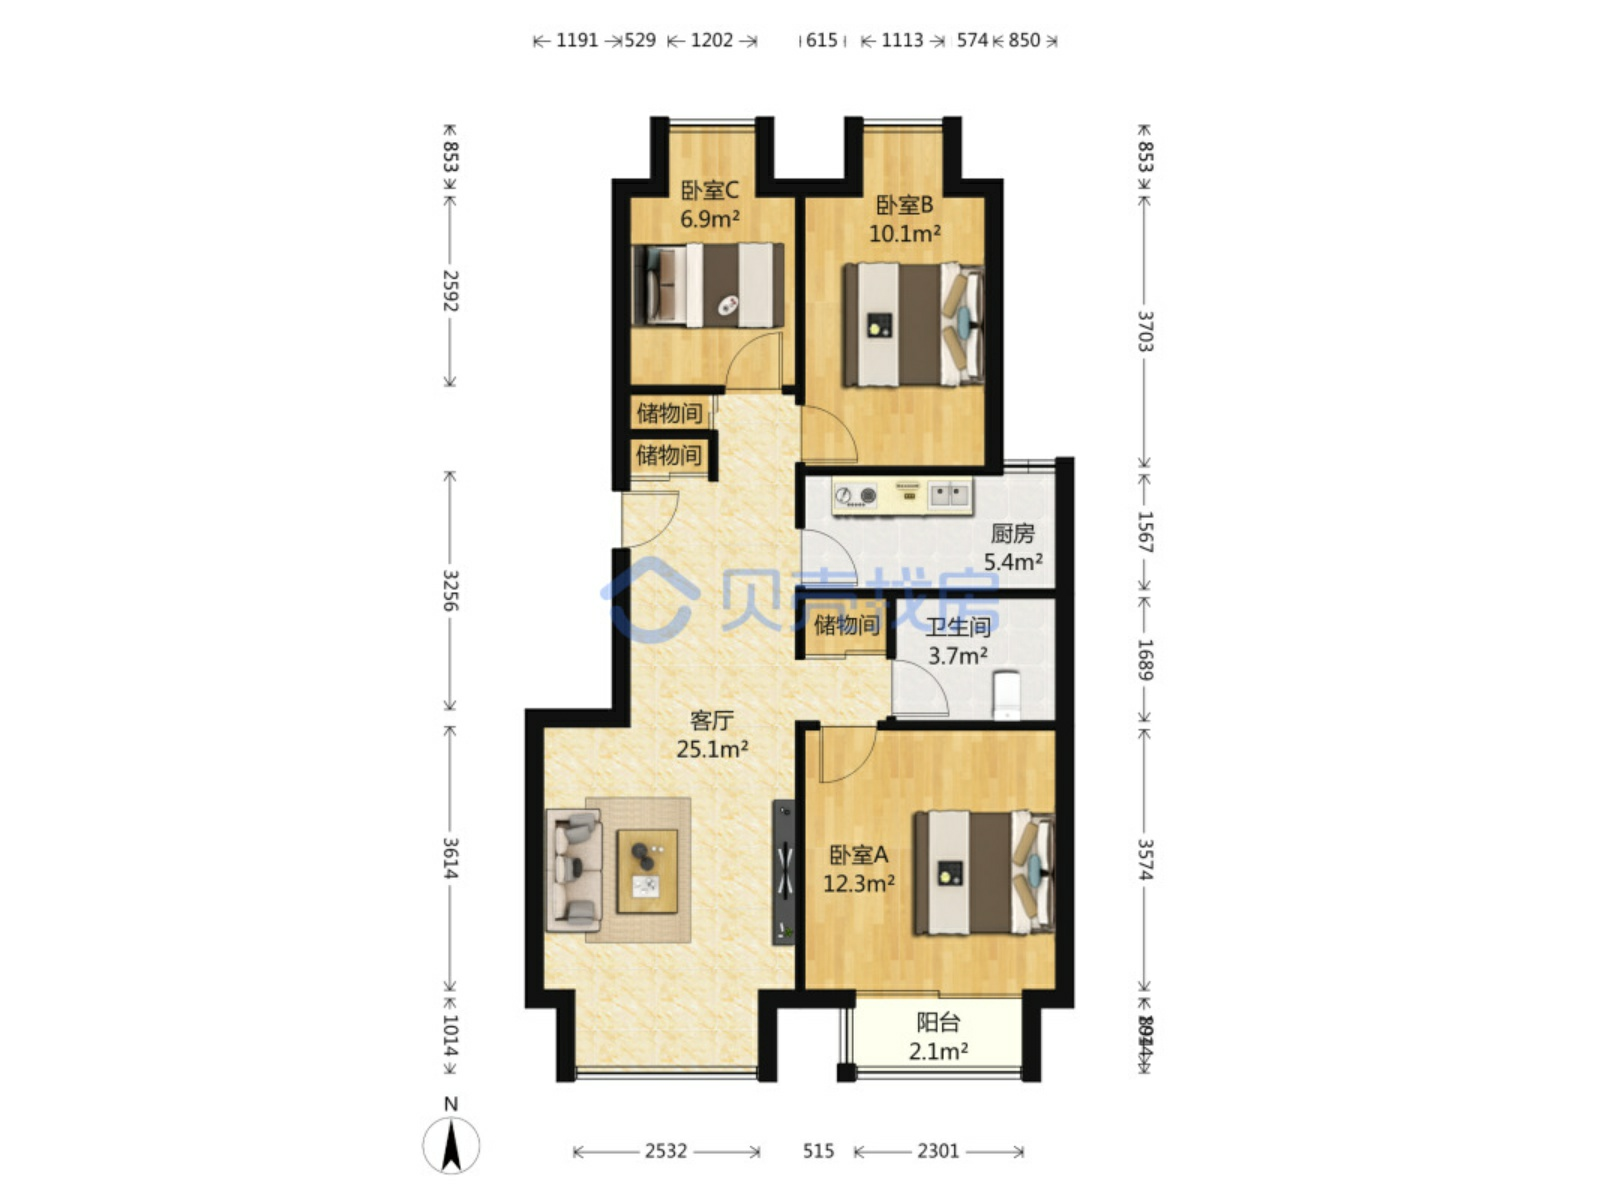 1191 529 1202 615 1113 574 850
853
853
卧室C
6.9m²
卧室B
10.1m²
2592
3703
储物间
储物间
厨房
5.4m²
1567
3256
贝壳找房
储物间
卫生间
3.7m²
1689
客厅
25.1m²
3614
卧室A
12.3m²
3574
1014
阳台
2.1m²
N
2532 515 2301